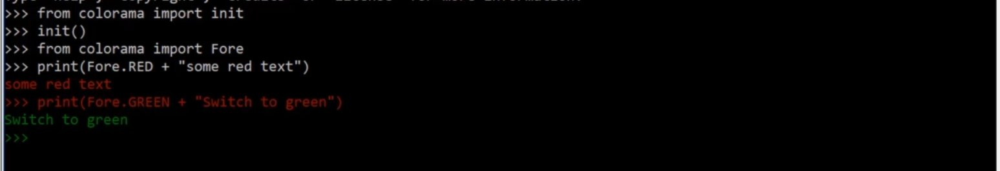 >>> from colorama import init
>>> init()
>>> from colorama import Fore
>>> print(Fore.RED + "some red text")
some red text
>>> print(Fore.GREEN + "Switch to green")
Switch to green
>>>